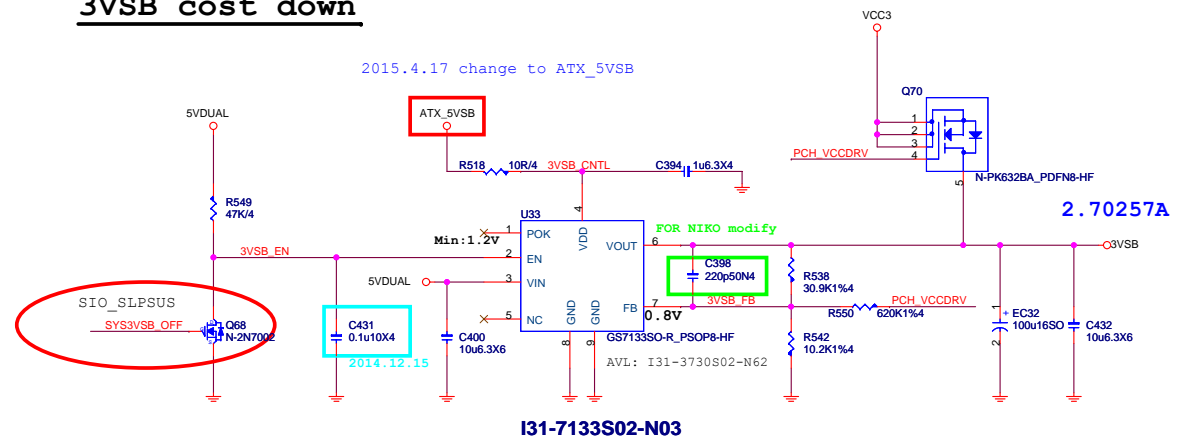 3VSB cost down
VCC3
2015.4.17 change to ATX_5VSB
Q70
5VDUAL
ATX_5VSB
1
2
3
4
PCH_VCCDRV
R518
10R/4
3VSB_CNTL
C394
1u6.3X4
N-PK632BA_PDFN8-HF
5
R549
47K/4
4
2.70257A
U33
FOR NIKO modify
Min:1.2V
1
POK
VDD
VOUT
6
3VSB
3VSB_EN
2
EN
C398
220p50N4
R538
30.9K1%4
5VDUAL
3
VIN
SIO_SLPSUS
FB
7
3VSB_FB
PCH_VCCDRV
0.8V
R550
620K1%4
SYS3VSB_OFF
Q68
N-2N7002
5
NC
GND
GND
C431
0.1u10X4
C400
10u6.3X6
8
9
GS7133SO-R_PSOP8-HF
R542
10.2K1%4
1
+
EC32
100u16SO
2
C432
10u6.3X6
2014.12.15
AVL: I31-3730S02-N62
I31-7133S02-N03